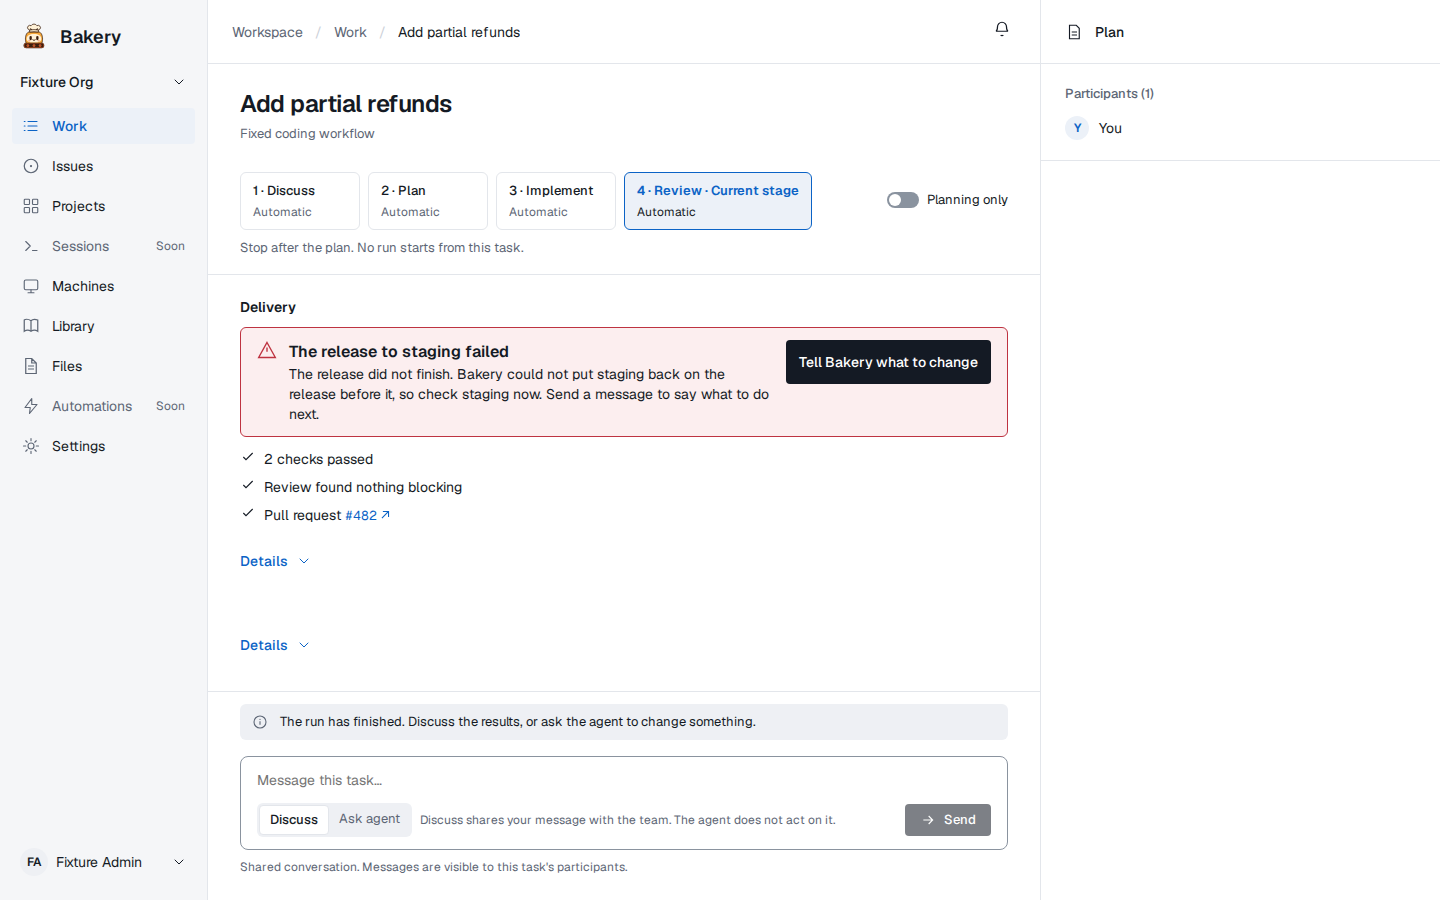 Bakery
Fixture Org
Work
Issues
Projects
Sessions Soon
Machines
Library
Files
Automations Soon
Settings
FA Fixture Admin
Workspace / Work / Add partial refunds
Add partial refunds
Fixed coding workflow
1 · Discuss
Automatic
2 · Plan
Automatic
3 · Implement
Automatic
4 · Review · Current stage
Automatic
Planning only
Stop after the plan. No run starts from this task.
Delivery
The release to staging failed
The release did not finish. Bakery could not put staging back on the
release before it, so check staging now. Send a message to say what to do
next.
Tell Bakery what to change
2 checks passed
Review found nothing blocking
Pull request #482
Details
Details
The run has finished. Discuss the results, or ask the agent to change something.
Message this task…
Discuss Ask agent Discuss shares your message with the team. The agent does not act on it.
Send
Shared conversation. Messages are visible to this task's participants.
Plan
Participants (1)
Y You